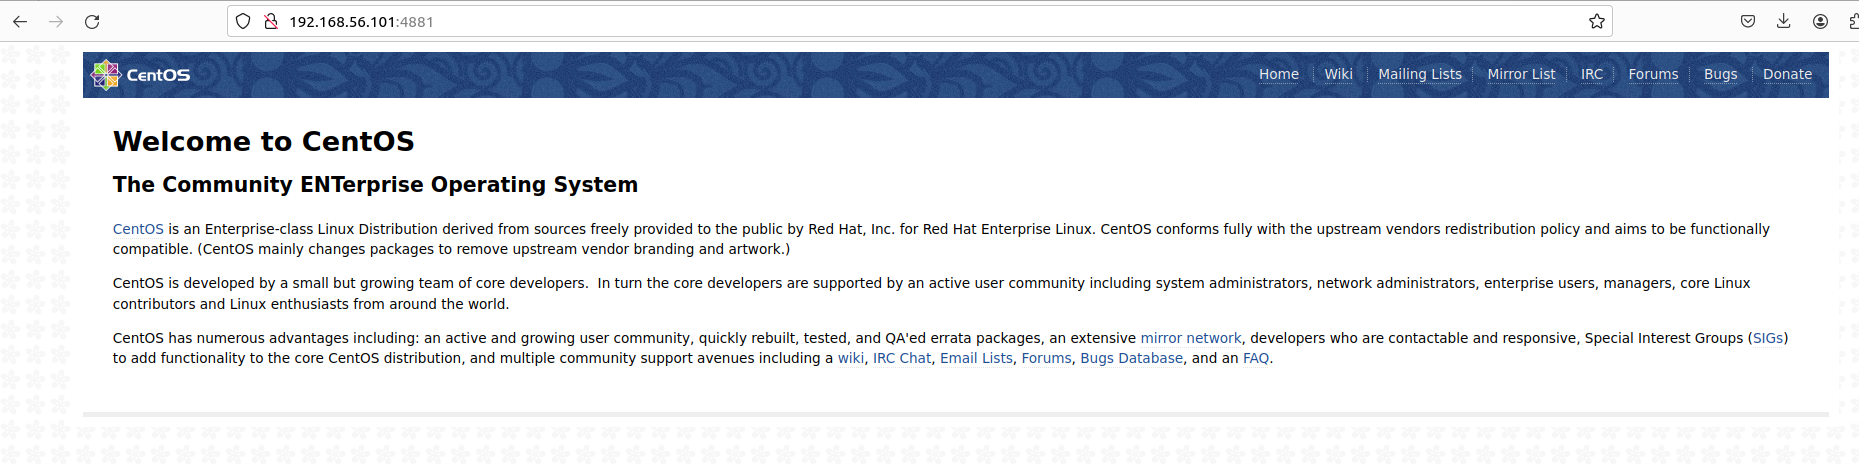 192.168.56.101:4881
CentOS
Home Wiki Mailing Lists Mirror List IRC Forums Bugs Donate
Welcome to CentOS
The Community ENTerprise Operating System
CentOS is an Enterprise-class Linux Distribution derived from sources freely provided to the public by Red Hat, Inc. for Red Hat Enterprise Linux. CentOS conforms fully with the upstream vendors redistribution policy and aims to be functionally
compatible. (CentOS mainly changes packages to remove upstream vendor branding and artwork.)
CentOS is developed by a small but growing team of core developers.  In turn the core developers are supported by an active user community including system administrators, network administrators, enterprise users, managers, core Linux
contributors and Linux enthusiasts from around the world.
CentOS has numerous advantages including: an active and growing user community, quickly rebuilt, tested, and QA'ed errata packages, an extensive mirror network, developers who are contactable and responsive, Special Interest Groups (SIGs)
to add functionality to the core CentOS distribution, and multiple community support avenues including a wiki, IRC Chat, Email Lists, Forums, Bugs Database, and an FAQ.